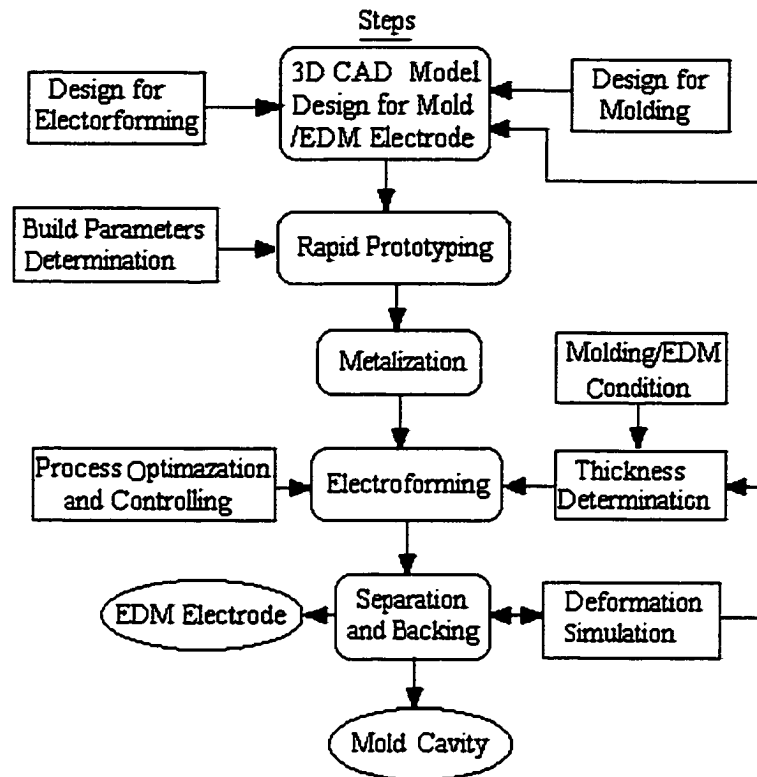 Steps
Design for
Electorforming
3D CAD Model
Design for Mold
/EDM Electrode
Design for
Molding
Build Parameters
Determination
Rapid Prototyping
Metalization
Molding/EDM
Condition
Process Optimazation
and Controlling
Electroforming
Thickness
Determination
EDM Electrode
Separation
and Backing
Deformation
Simulation
Mold Cavity